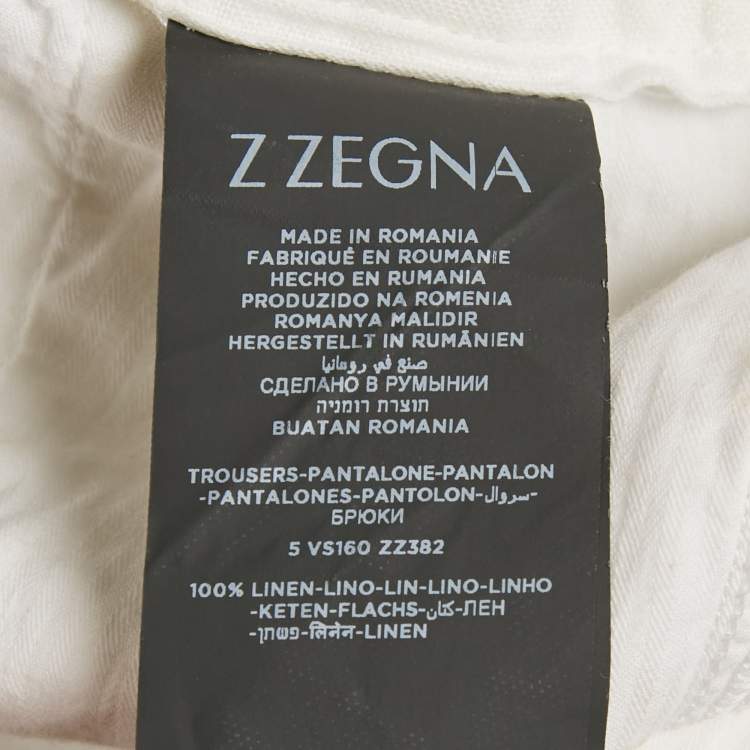 Z ZEGNA
MADE IN ROMANIA
FABRIQUÉ EN ROUMANIE
HECHO EN RUMANIA
PRODUZIDO NA ROMENIA
ROMANYA MALIDIR
HERGESTELLT IN RUMÄNIEN
صنع في رومانيا
СДЕЛАНО В РУМЫНИИ
תוצרת רומניה
BUATAN ROMANIA
TROUSERS-PANTALONE-PANTALON
-PANTALONES-PANTOLON-سروال-
БРЮКИ
5 VS160 ZZ382
100% LINEN-LINO-LIN-LINO-LINHO
-KETEN-FLACHS-كتان-ЛЕН
-פשתן-लिनेन-LINEN